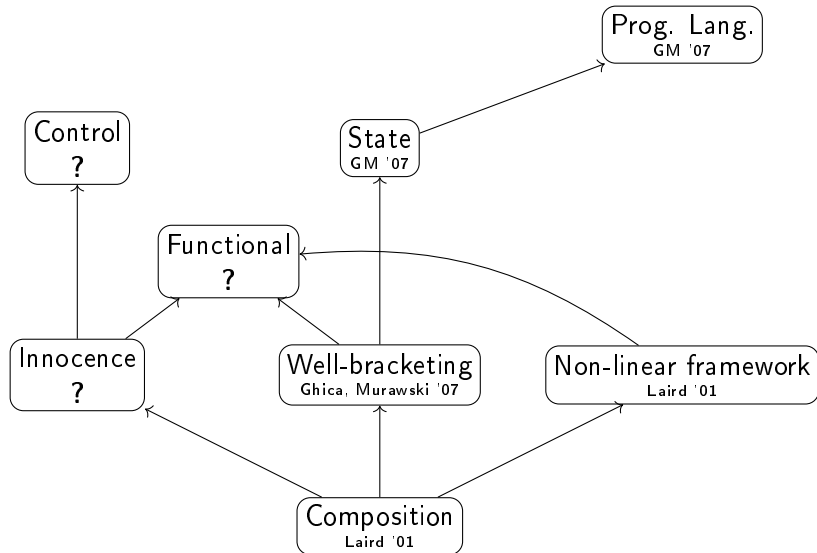 Prog. Lang.
GM '07
Control
?
State
GM '07
Functional
?
Innocence
?
Well-bracketing
Ghica, Murawski '07
Non-linear framework
Laird '01
Composition
Laird '01